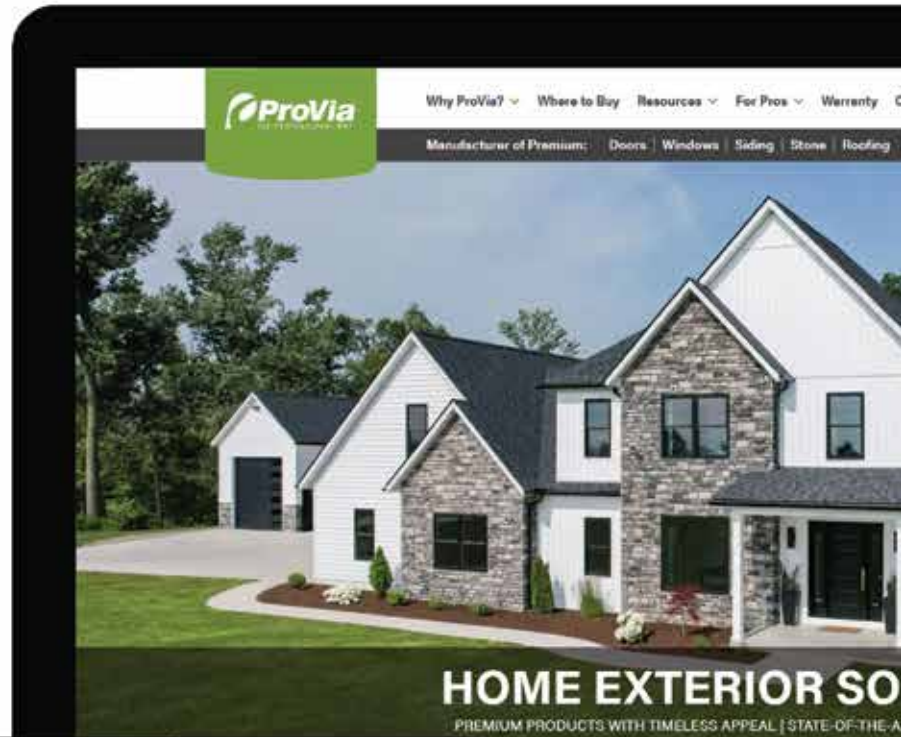 ProVia
Why ProVia? Where to Buy Resources For Pros Warranty
Manufacturer of Premium: Doors | Windows | Siding | Stone | Roofing
HOME EXTERIOR SO
PREMIUM PRODUCTS WITH TIMELESS APPEAL | STATE-OF-THE-A